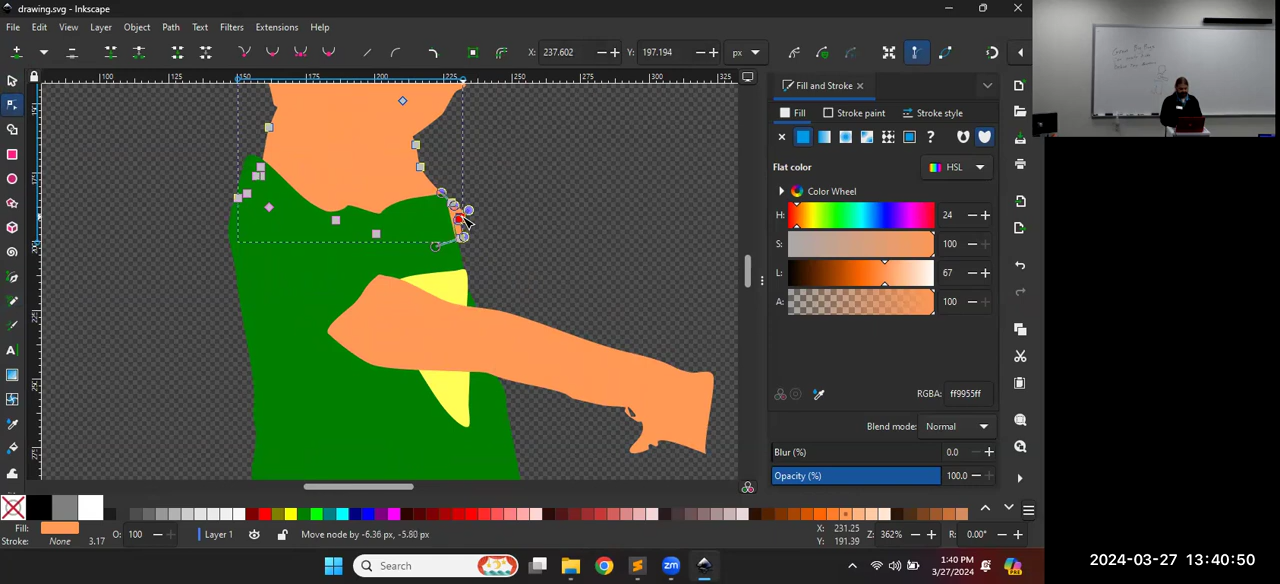 drawing.svg - Inkscape
File Edit View Layer Object Path Text Filters Extensions Help
X: 237.602 Y: 197.194 px
Fill and Stroke
Fill Stroke paint Stroke style
?
Flat color HSL
Color Wheel
H: 24
S: 100
L: 67
A: 100
RGBA: ff9955ff
Blend mode: Normal
Blur (%) 0.0
Opacity (%) 100.0
Fill:
Stroke: None 3.17
O: 100
Layer 1
Move node by -6.36 px, -5.80 px
X: 231.25
Y: 191.39
Z: 362%
R: 0.00°
Search
1:40 PM
3/27/2024
2024-03-27 13:40:50